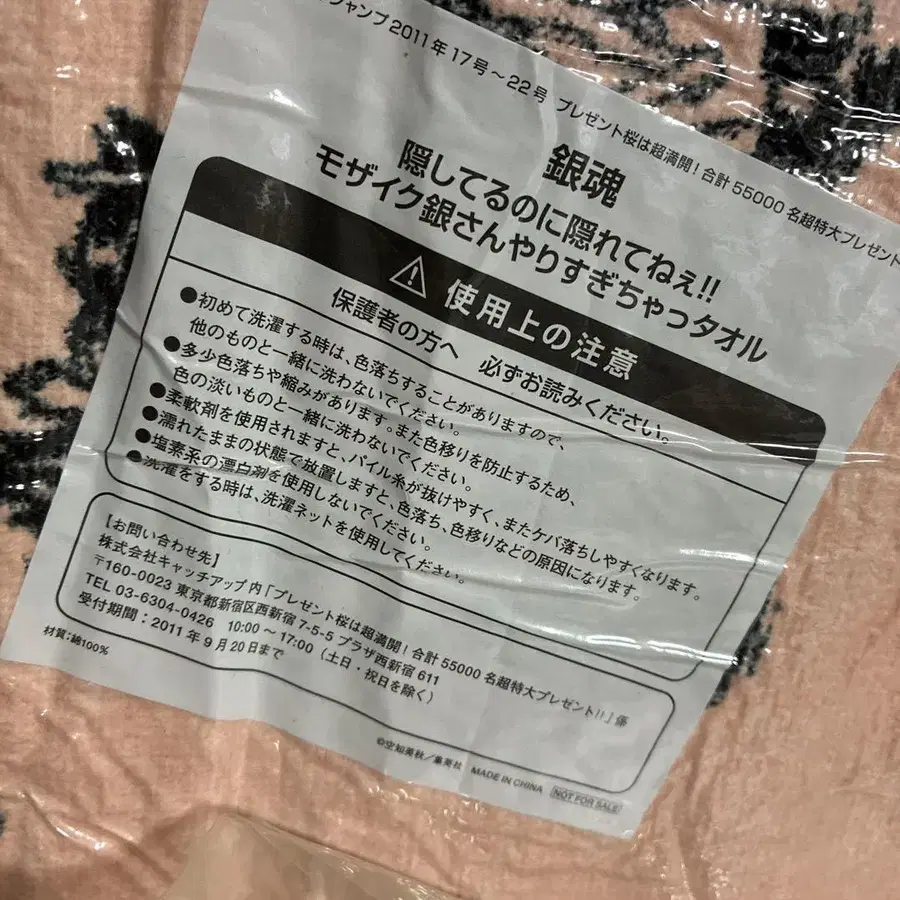 ジャンプ2011年17号～22号 プレゼント桜は超満開！合計55000名超特大プレゼント
銀魂
隠してるのに隠れてねぇ!!
モザイク銀さんやりすぎちゃっタオル
使用上の注意
保護者の方へ 必ずお読みください。
●初めて洗濯する時は、色落ちすることがありますので、
他のものと一緒に洗わないでください。
●多少色落ちや縮みがあります。また色移りを防止するため、
色の淡いものと一緒に洗わないでください。
●柔軟剤を使用されますと、パイル糸が抜けやすく、またケバ落ちしやすくなります。
●濡れたままの状態で放置しますと、色落ち、色移りなどの原因になります。
●塩素系の漂白剤を使用しないでください。
●洗濯をする時は、洗濯ネットを使用してください。
【お問い合わせ先】
株式会社キャッチアップ内「プレゼント桜は超満開！合計55000名超特大プレゼント!!」係
〒160-0023 東京都新宿区西新宿7-5-5 プラザ西新宿611
TEL 03-6304-0426 10:00～17:00（土日・祝日を除く）
受付期間：2011年9月20日まで
材質：綿100%
©空知英秋／集英社 MADE IN CHINA NOT FOR SALE